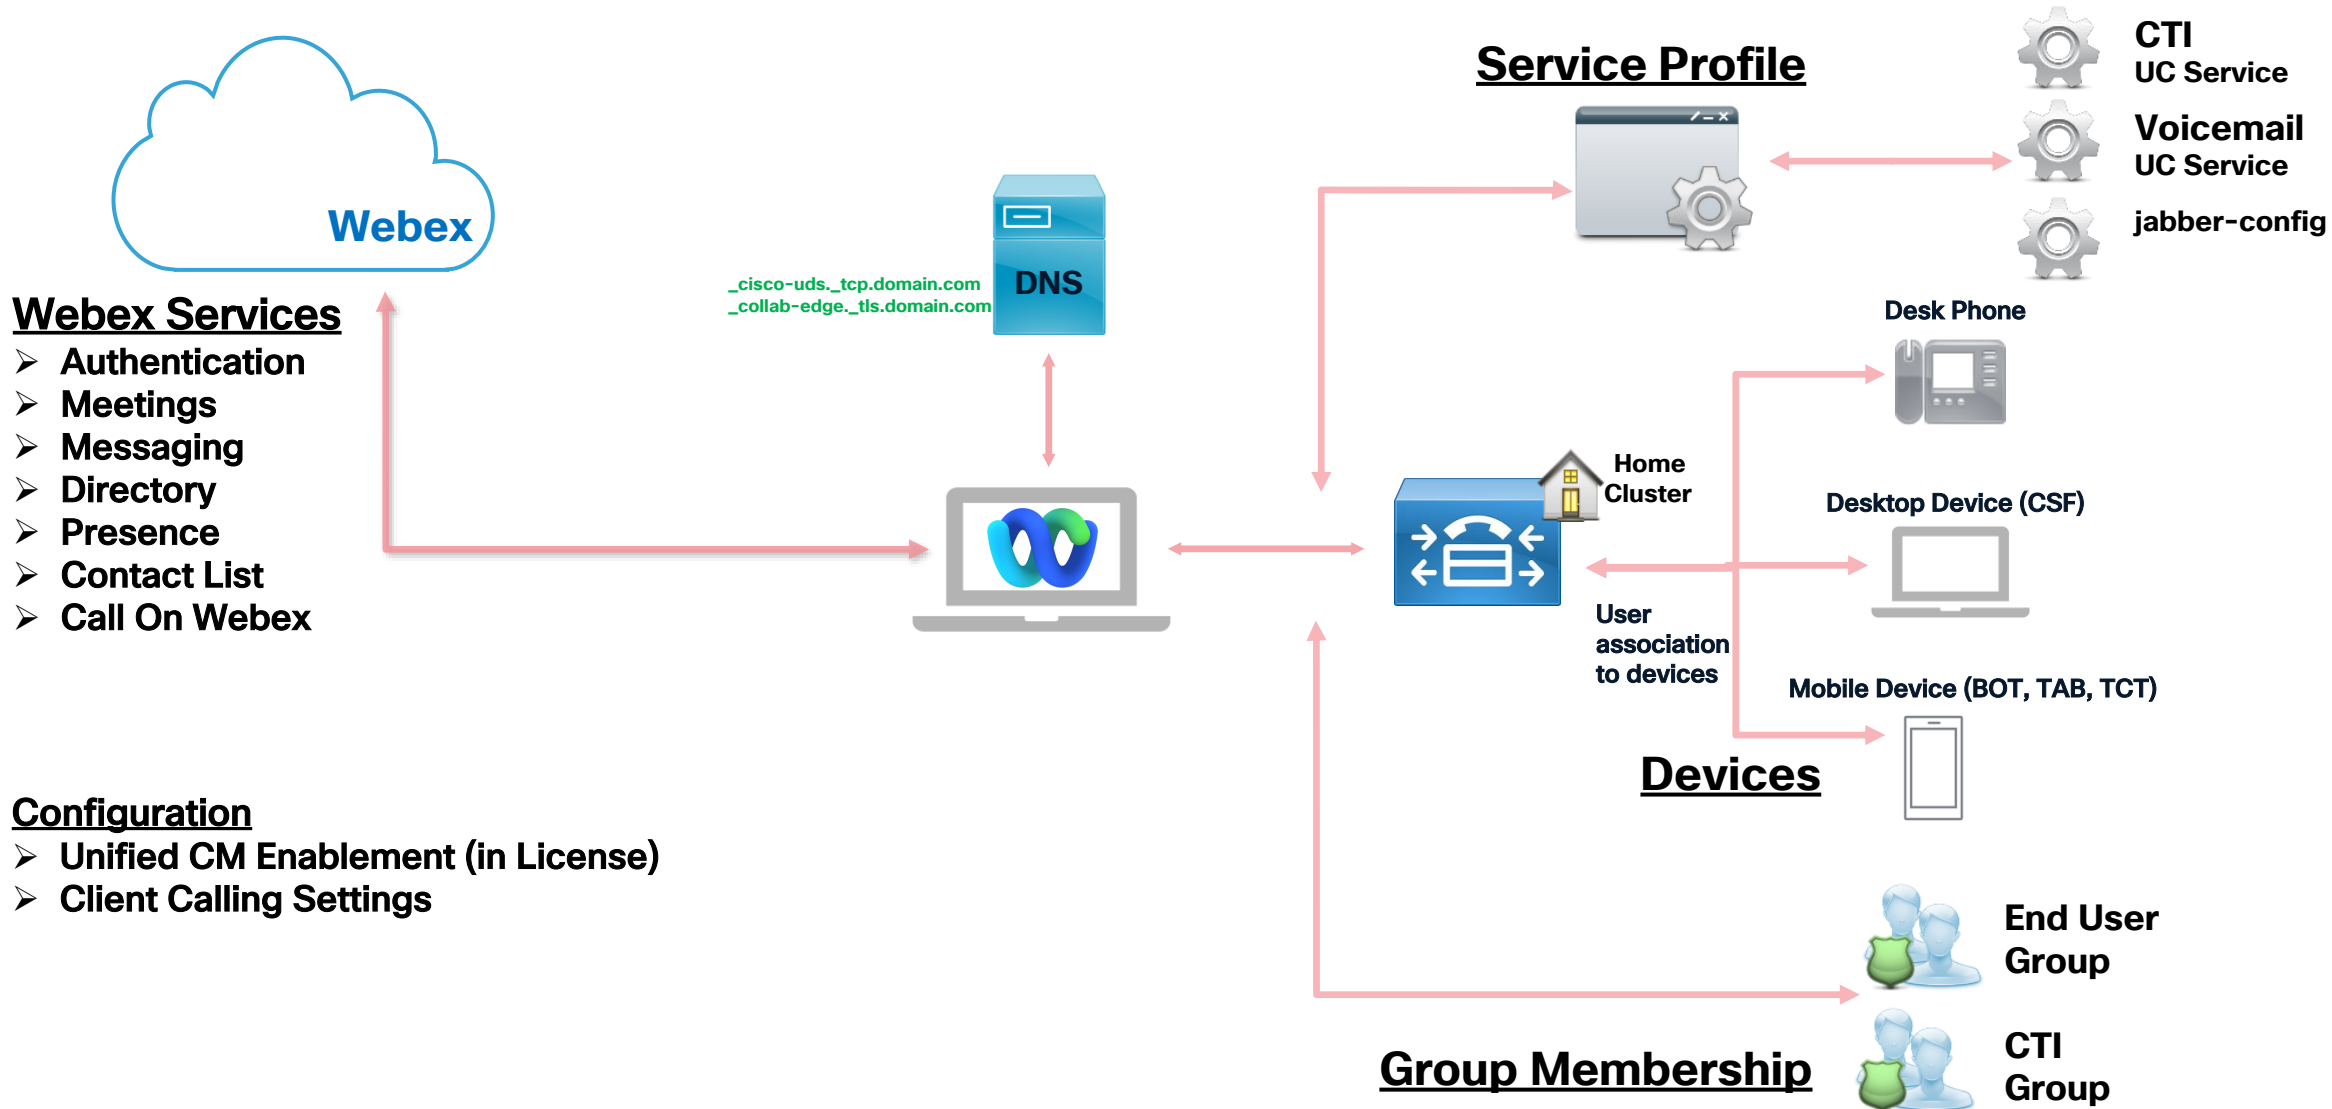 Webex
Webex Services
Authentication
Meetings
Messaging
Directory
Presence
Contact List
Call On Webex
Configuration
Unified CM Enablement (in License)
Client Calling Settings
_cisco-uds._tcp.domain.com
_collab-edge._tls.domain.com
DNS
Service Profile
CTI
UC Service
Voicemail
UC Service
jabber-config
Desk Phone
Home
Cluster
Desktop Device (CSF)
User
association
to devices
Mobile Device (BOT, TAB, TCT)
Devices
End User
Group
CTI
Group
Group Membership